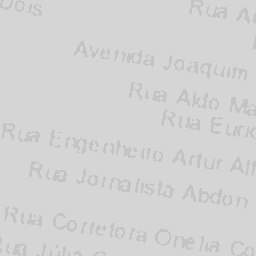 Dois
Rua A
Avenida Joaquim
Rua Aldo Ma
Rua Euri
Rua Engenheiro Artur Alf
Rua Jornalista Abdon
Rua Corretora Onelia Co
Rua Júlia C